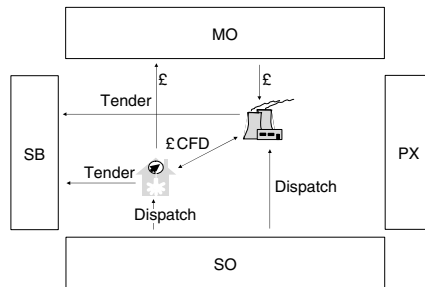 MO
£
£
Tender
SB
£CFD
PX
Tender
Dispatch
Dispatch
SO